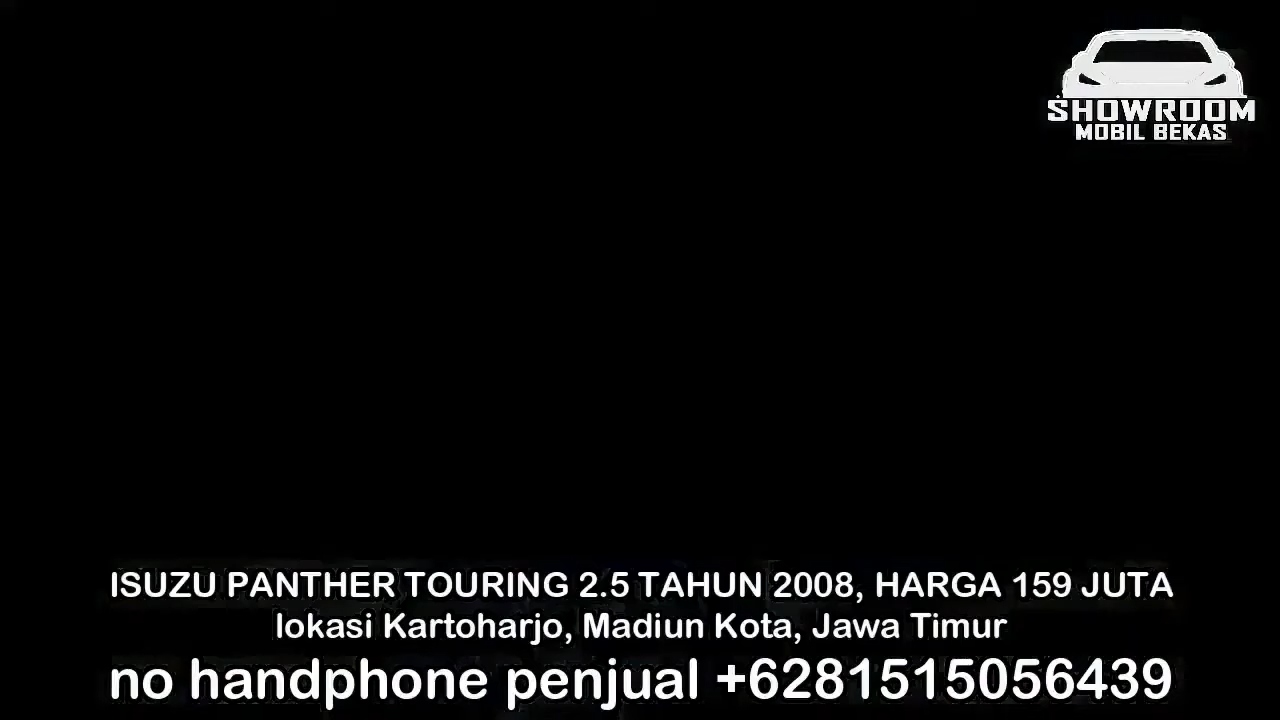 SHOWROOM
MOBIL BEKAS
ISUZU PANTHER TOURING 2.5 TAHUN 2008, HARGA 159 JUTA
lokasi Kartoharjo, Madiun Kota, Jawa Timur
no handphone penjual +6281515056439